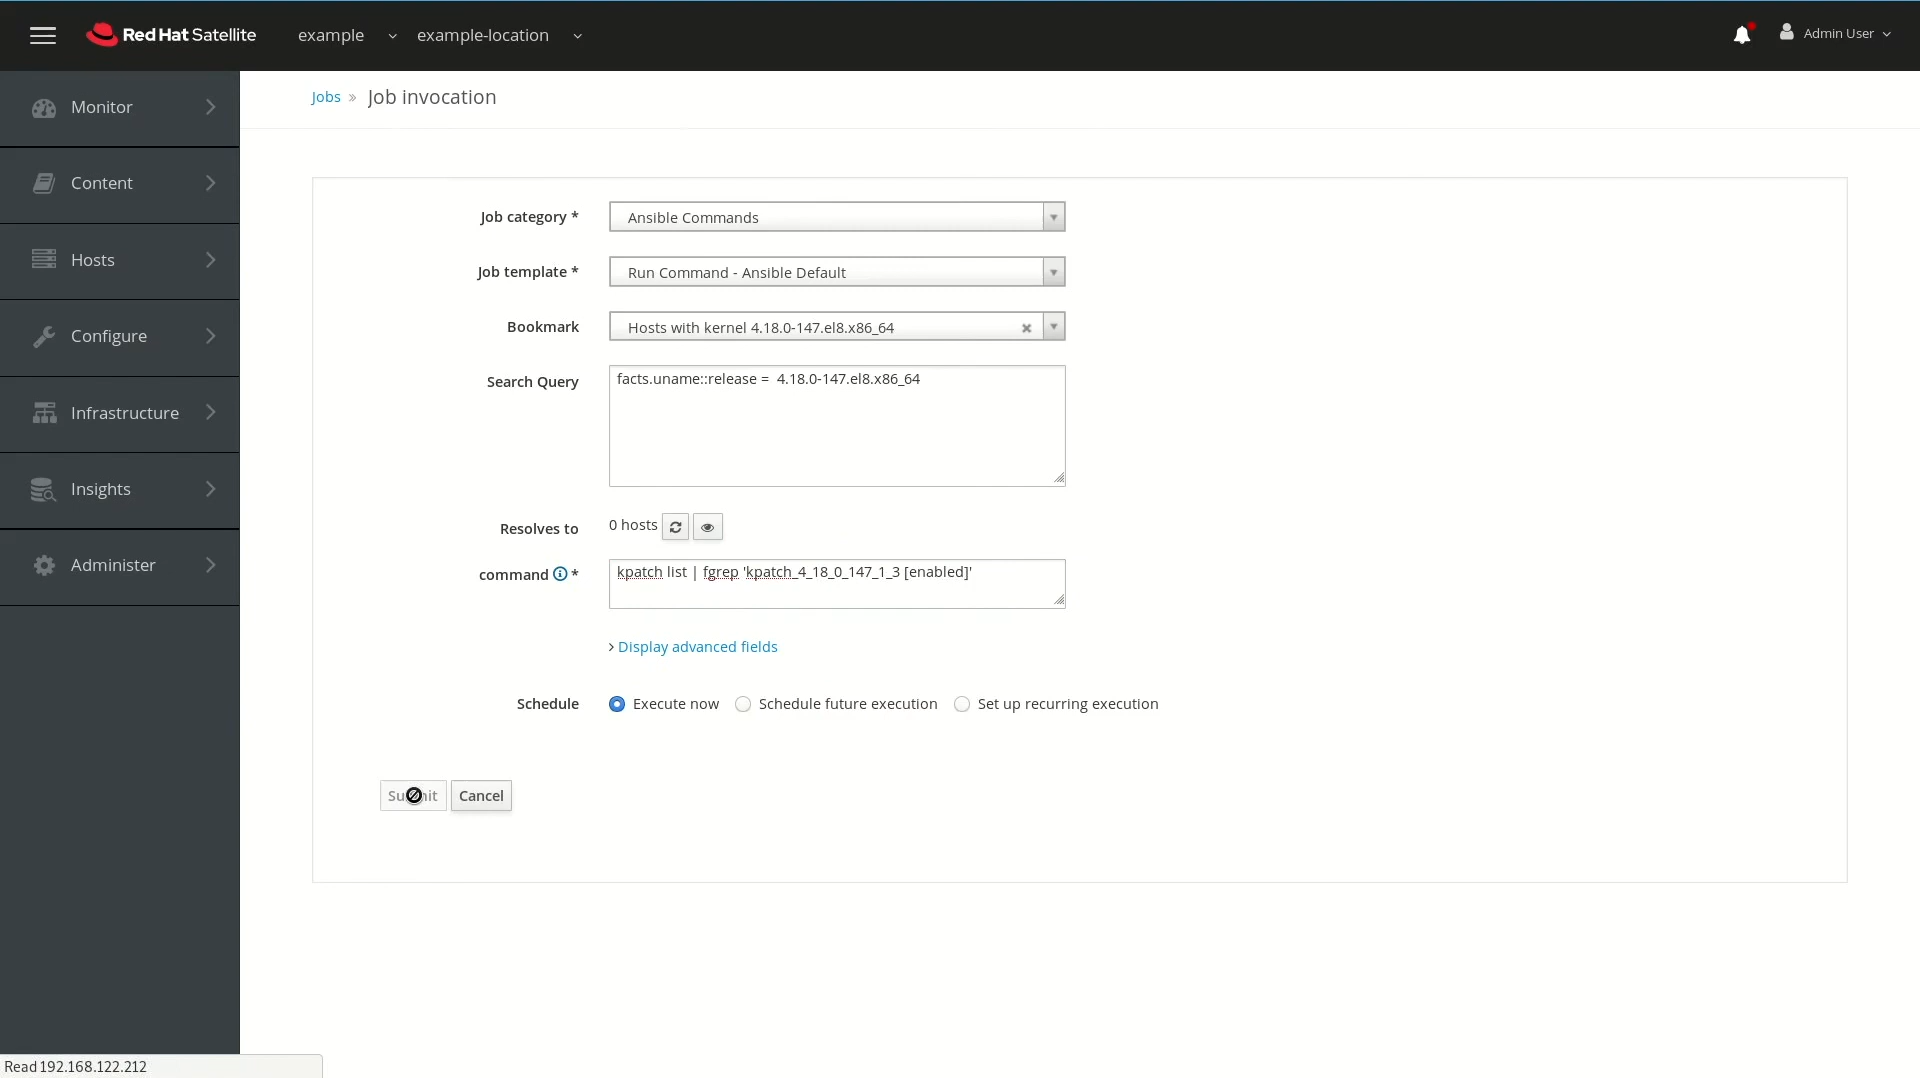 Red Hat Satellite example example-location Admin User
Monitor
Content
Hosts
Configure
Infrastructure
Insights
Administer
Jobs » Job invocation
Job category * Ansible Commands
Job template * Run Command - Ansible Default
Bookmark Hosts with kernel 4.18.0-147.el8.x86_64
Search Query facts.uname::release =  4.18.0-147.el8.x86_64
Resolves to 0 hosts
command * kpatch list | fgrep 'kpatch_4_18_0_147_1_3 [enabled]'
Display advanced fields
Schedule Execute now Schedule future execution Set up recurring execution
Submit Cancel
Read 192.168.122.212